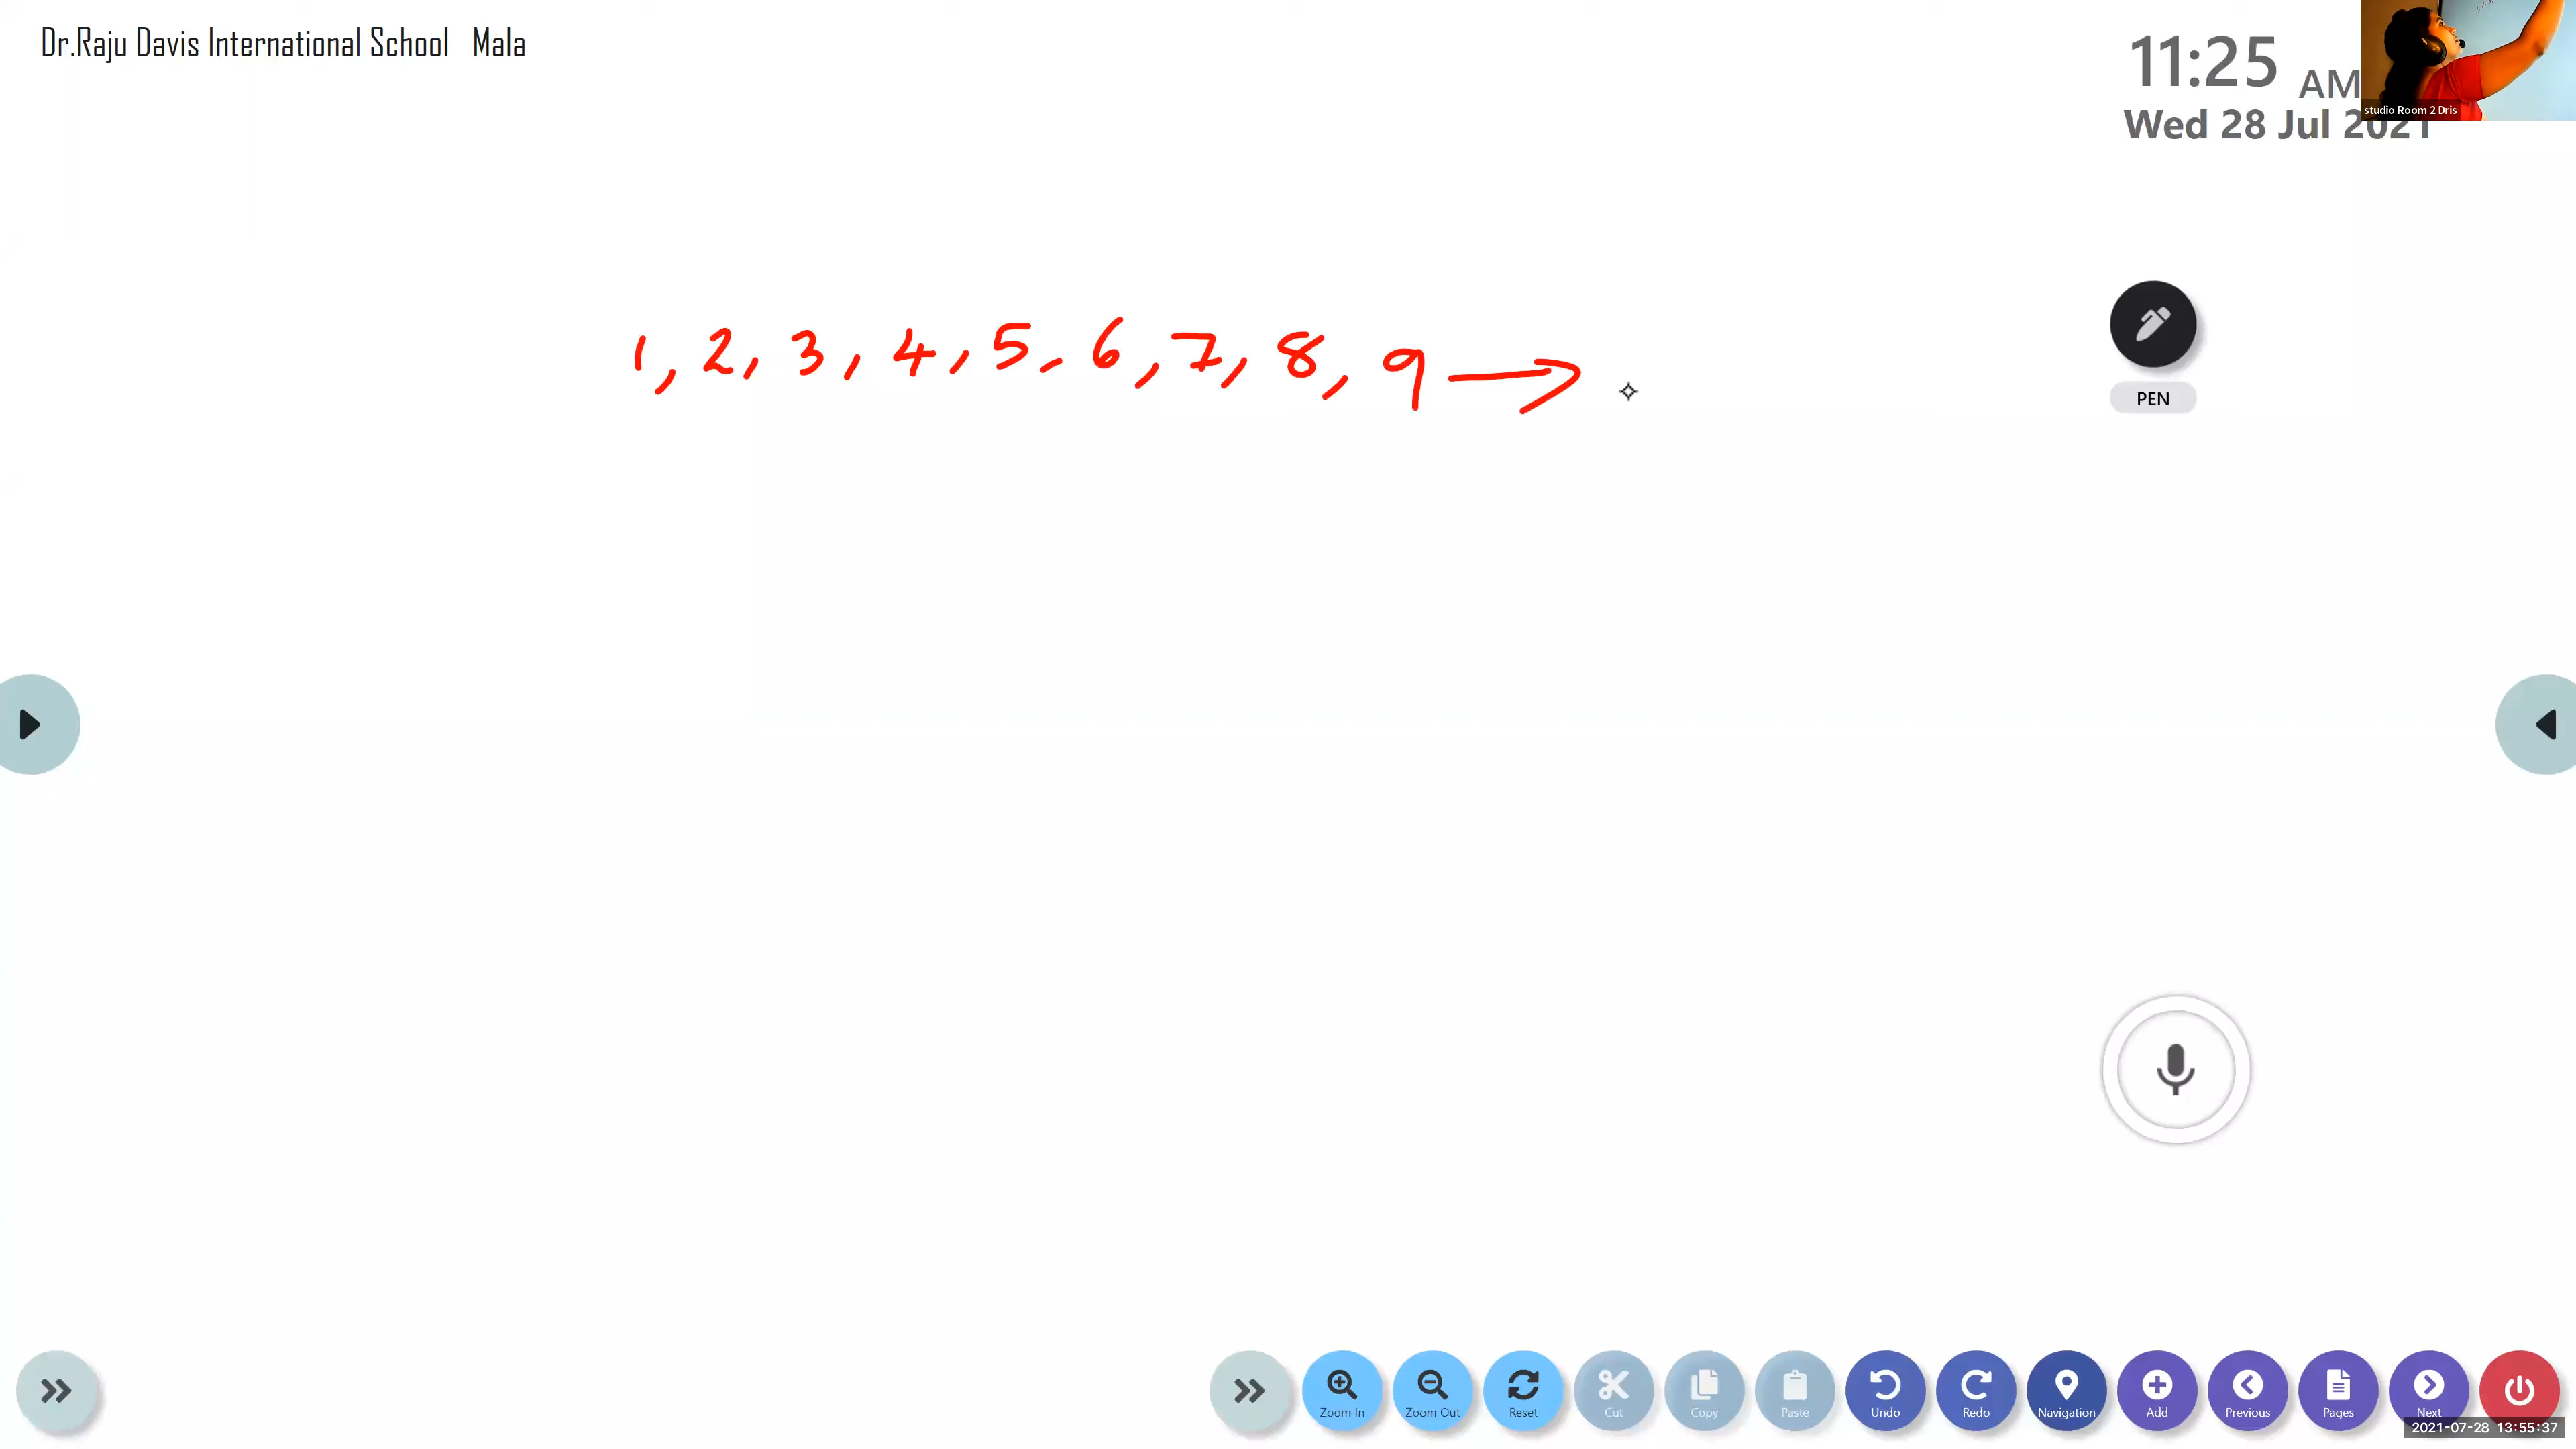 Dr.Raju Davis International School Mala
11:25 AM
studio Room 2 Dris
Wed 28 Jul 2021
1, 2, 3, 4, 5, 6, 7, 8, 9 →
PEN
Zoom In
Zoom Out
Reset
Cut
Copy
Paste
Undo
Redo
Navigation
Add
Previous
Pages
Next
2021-07-28 13:55:37